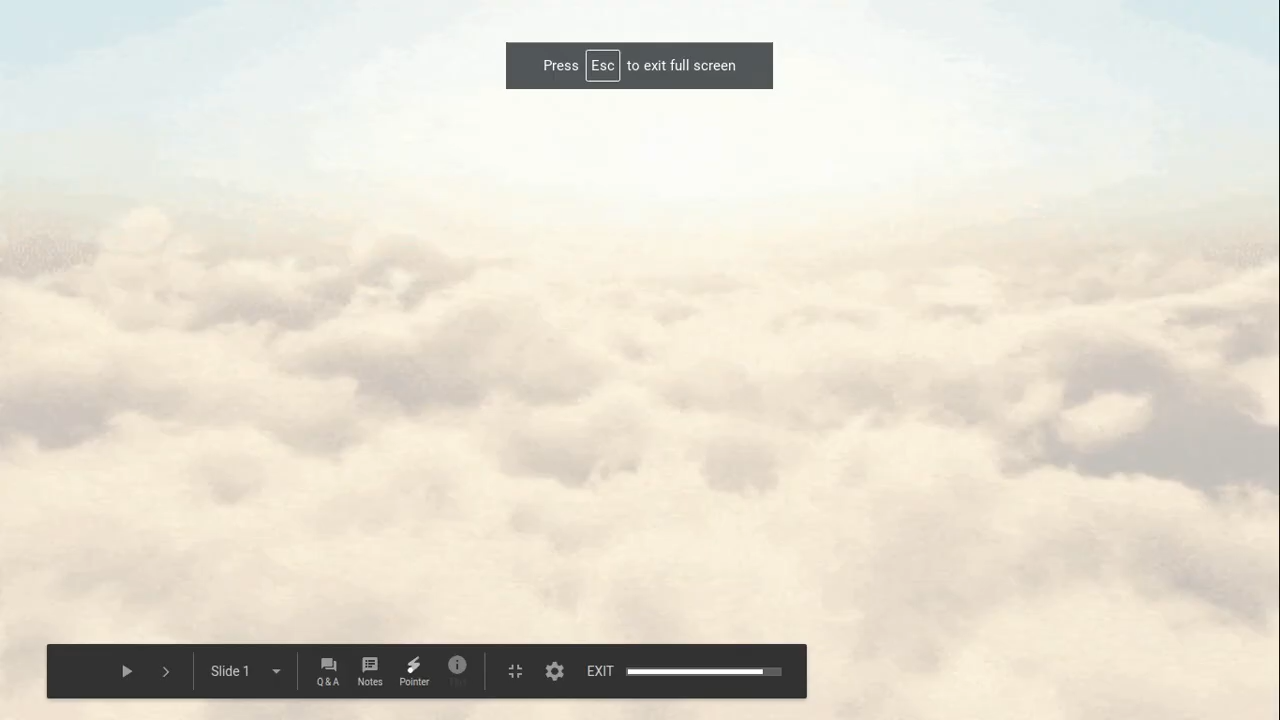 Press Esc to exit full screen
Slide 1
Q & A
Notes
Pointer
EXIT